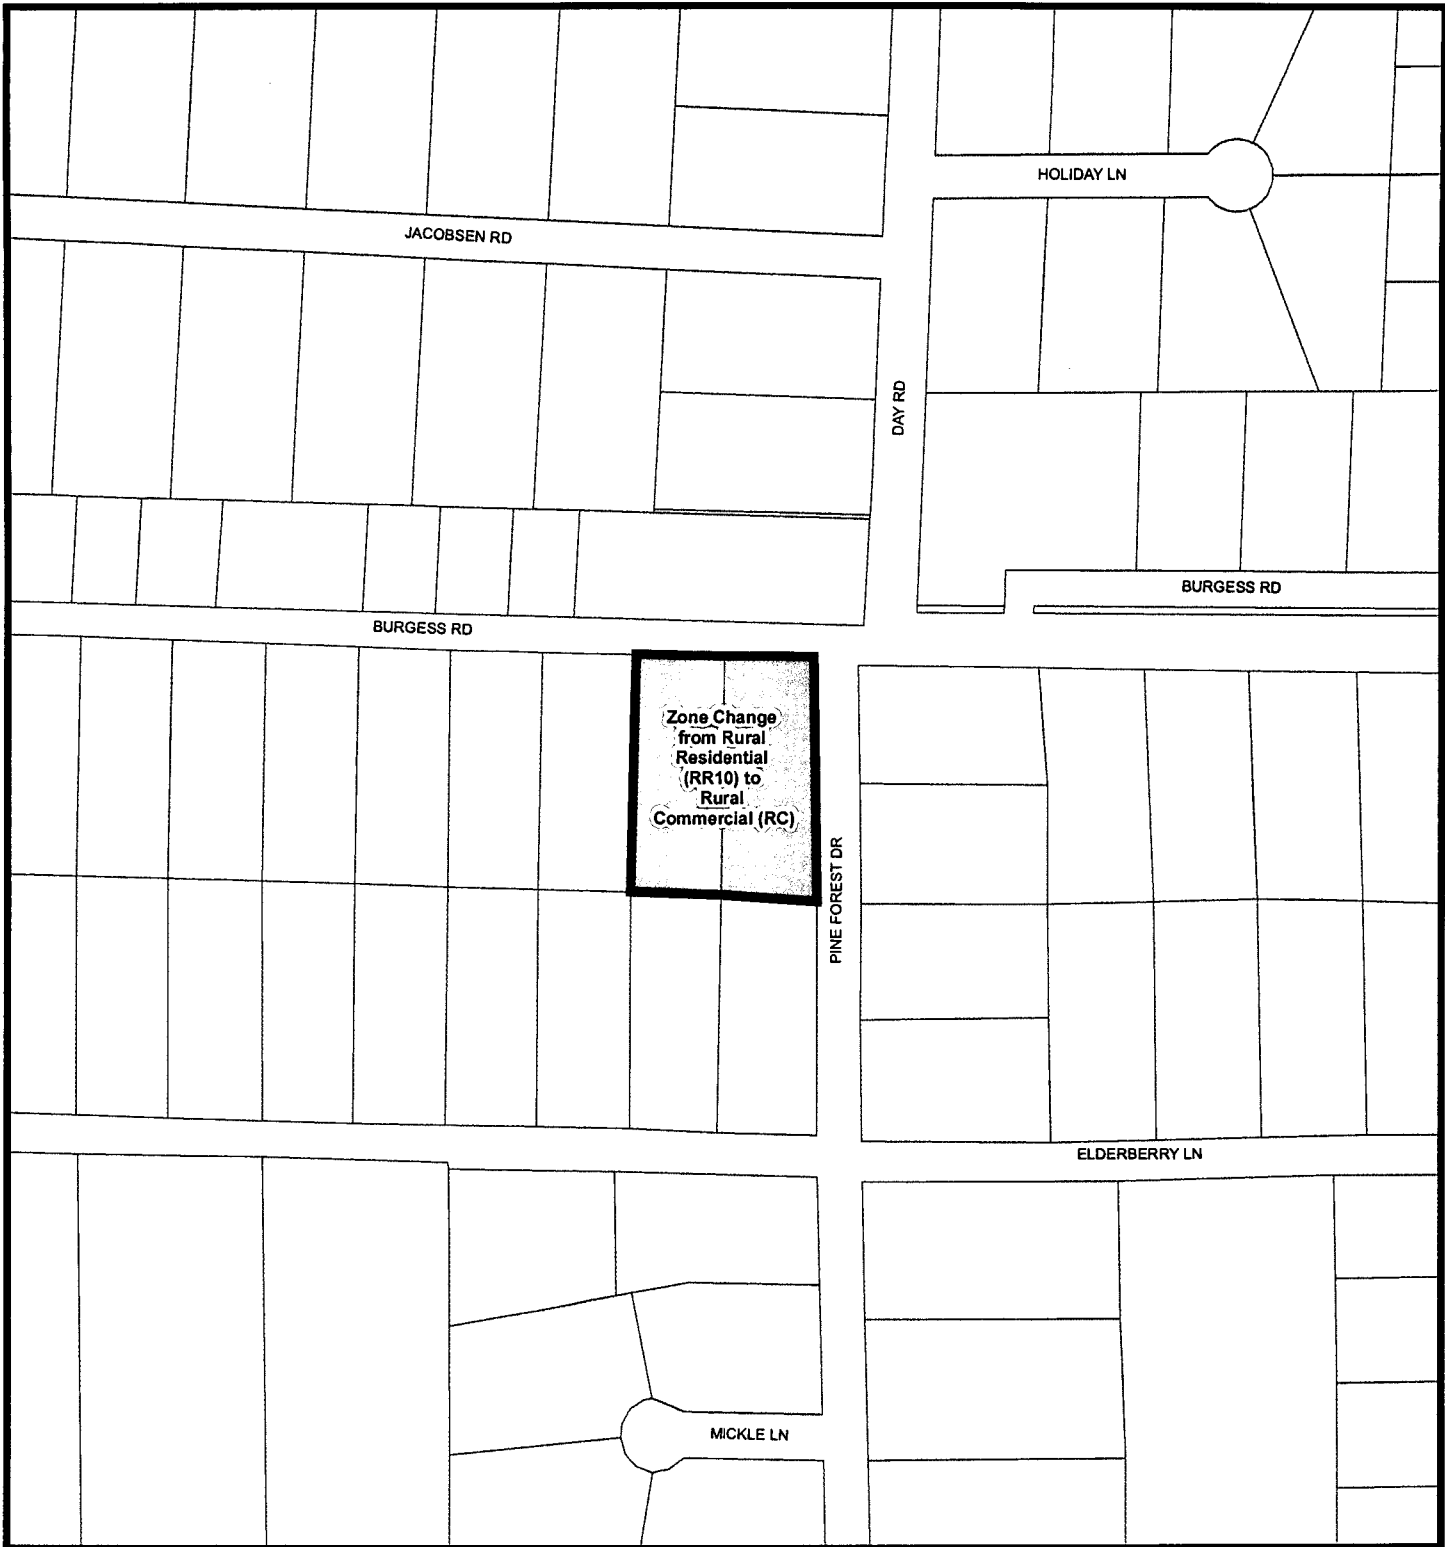 HOLIDAY LN
JACOBSEN RD
DAY RD
BURGESS RD
BURGESS RD
Zone Change
from Rural
Residential
(RR10) to
Rural
Commercial (RC)
PINE FOREST DR
ELDERBERRY LN
MICKLE LN